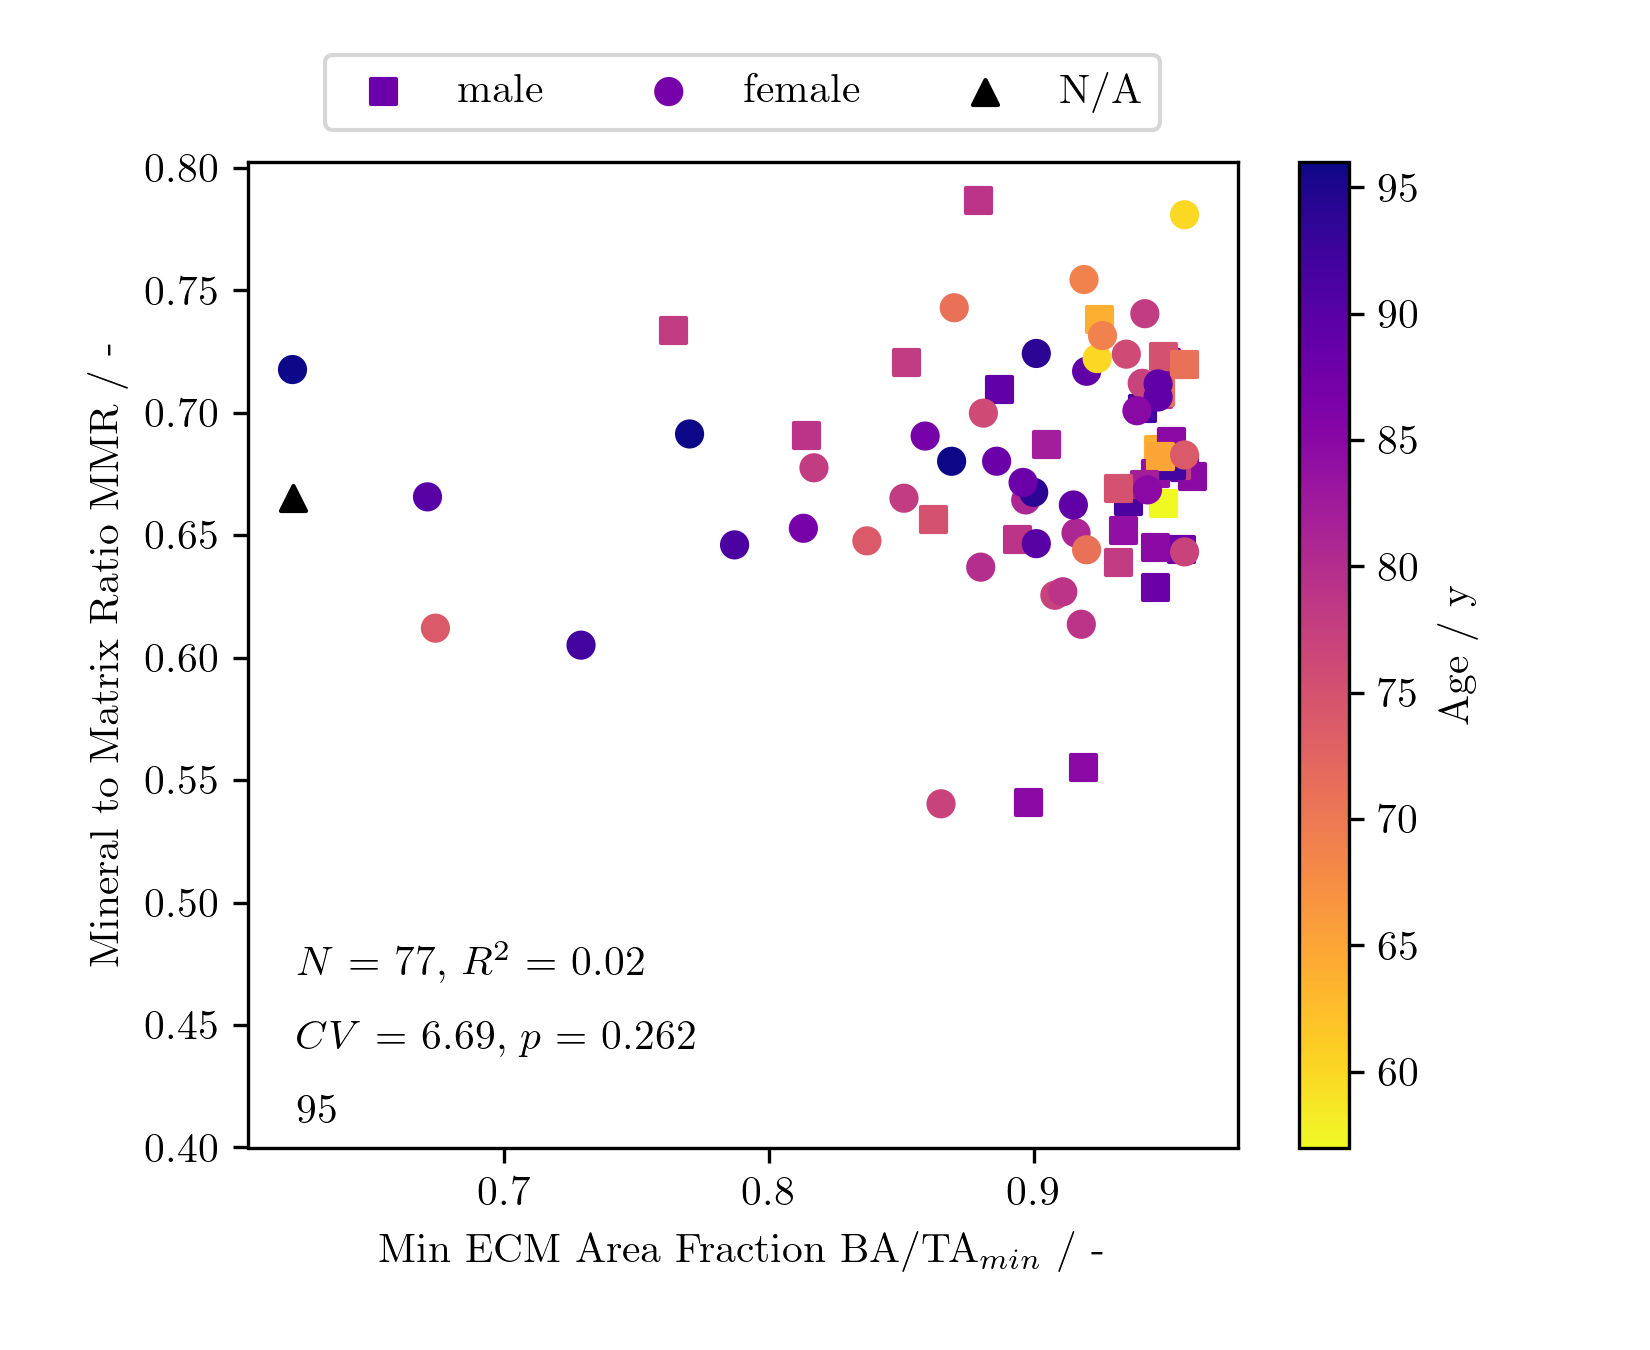 male female N/A
0.80
0.75
0.70
0.65
0.60
0.55
0.50
0.45
0.40
Mineral to Matrix Ratio MMR / -
N = 77, R² = 0.02
CV = 6.69, p = 0.262
95
0.7 0.8 0.9
Min ECM Area Fraction BA/TAmin / -
95
90
85
80
75
70
65
60
Age / y